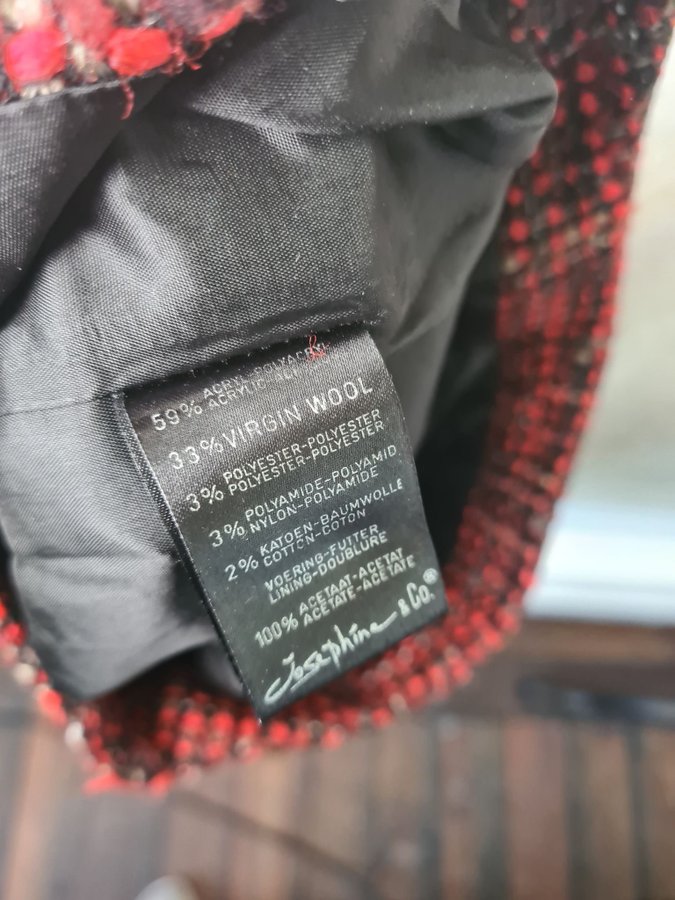 59% ACRYL-POLYACRYL
ACRYLIC
33% VIRGIN WOOL
3% POLYESTER-POLYESTER
POLYESTER-POLYESTER
3% POLYAMIDE-POLYAMID
NYLON-POLYAMIDE
2% KATOEN-BAUMWOLLE
COTTON-COTON
VOERING-FUTTER
LINING-DOUBLURE
100% ACETAAT-ACETAT
ACETATE-ACETATE
Josephine & Co.®